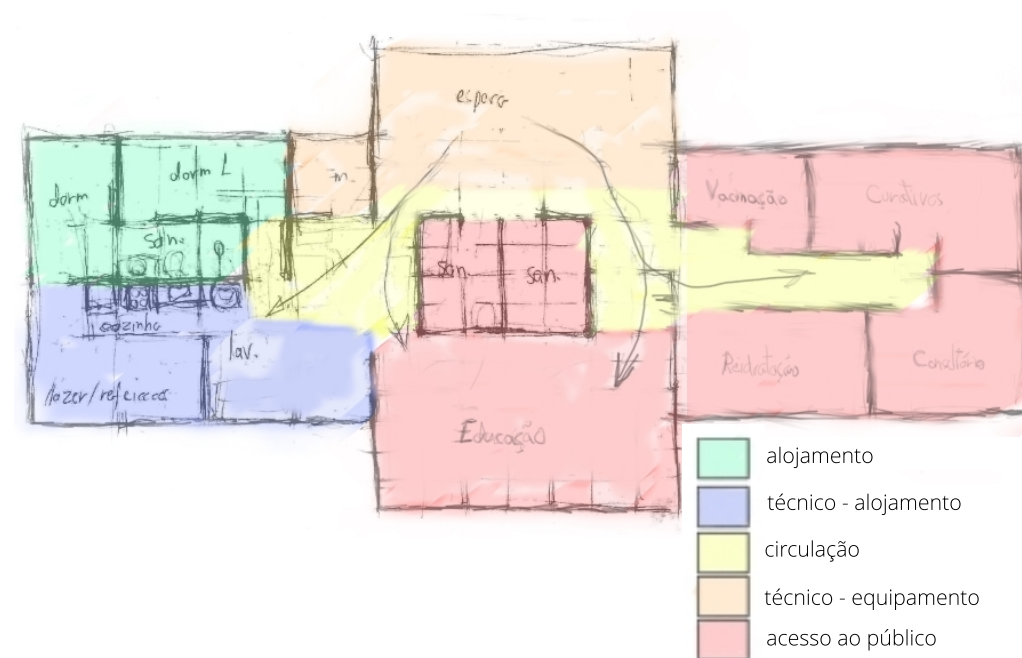 espera
dorm
dorm L
m
san.
san.
san.
Vacinação
Curativos
cozinha
lav.
lazer/refeições
Educação
Reidratação
Consultório
alojamento
técnico - alojamento
circulação
técnico - equipamento
acesso ao público